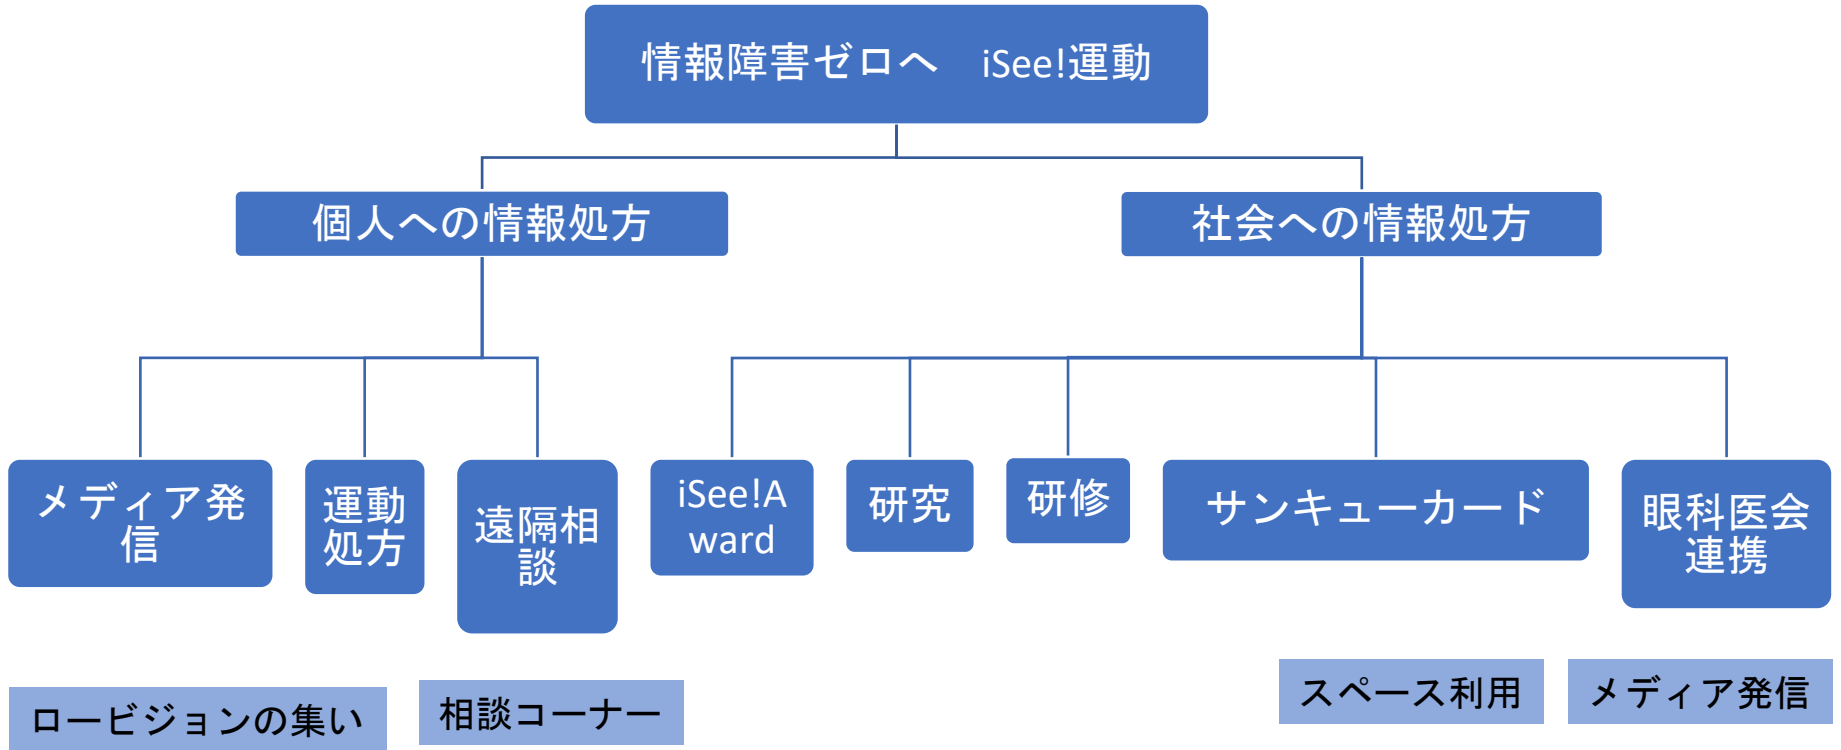 情報障害ゼロへ　iSee!運動
個人への情報処方
社会への情報処方
メディア発
信
運動
処方
遠隔相
談
iSee!A
ward
研究
研修
サンキューカード
眼科医会
連携
ロービジョンの集い
相談コーナー
スペース利用
メディア発信